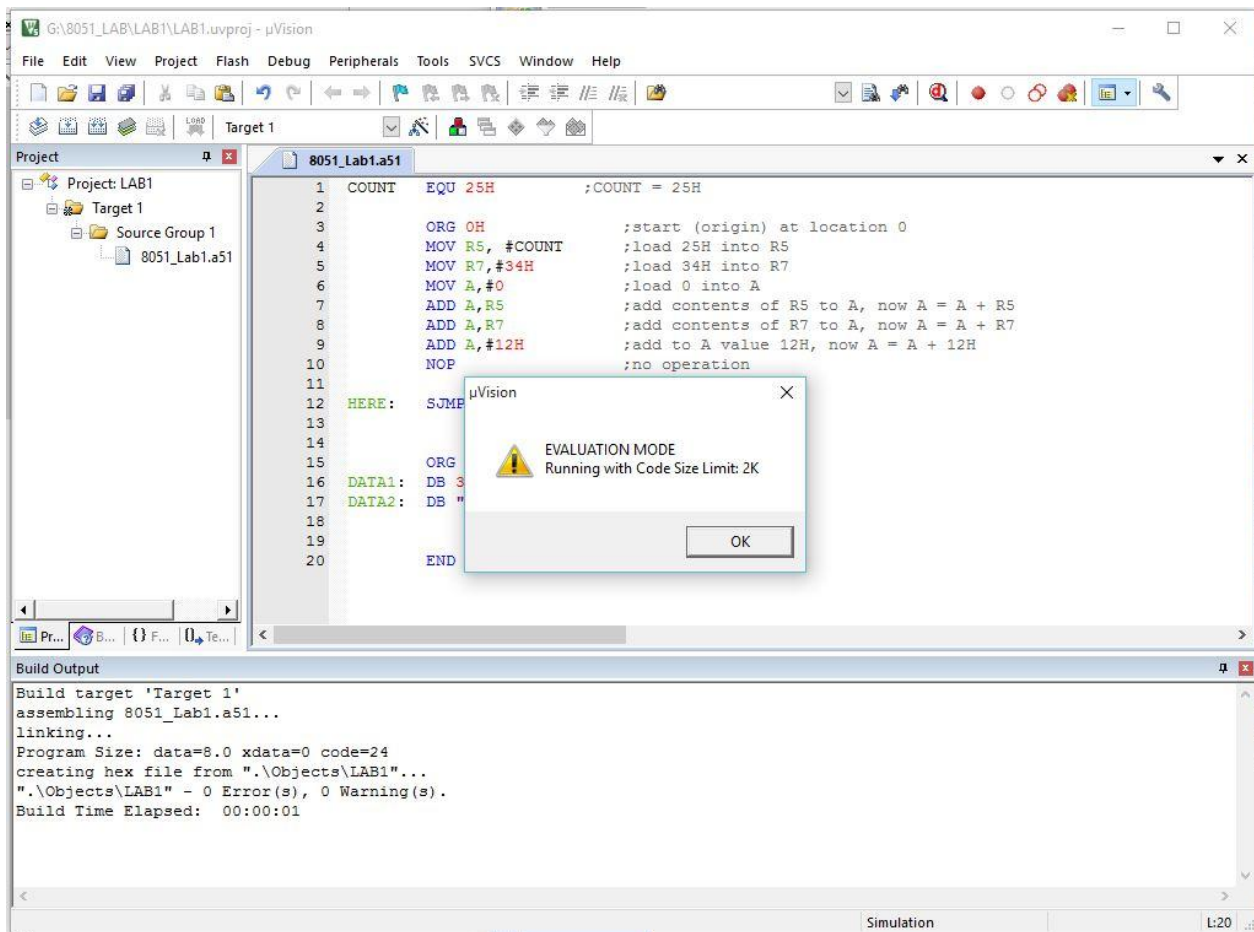 G:\8051_LAB\LAB1\LAB1.uvproj - µVision
File Edit View Project Flash Debug Peripherals Tools SVCS Window Help
LOAD
Target 1
Project
8051_Lab1.a51
Project: LAB1
Target 1
Source Group 1
8051_Lab1.a51
1 COUNT EQU 25H ;COUNT = 25H
2
3 ORG 0H ;start (origin) at location 0
4 MOV R5, #COUNT ;load 25H into R5
5 MOV R7,#34H ;load 34H into R7
6 MOV A,#0 ;load 0 into A
7 ADD A,R5 ;add contents of R5 to A, now A = A + R5
8 ADD A,R7 ;add contents of R7 to A, now A = A + R7
9 ADD A,#12H ;add to A value 12H, now A = A + 12H
10 NOP ;no operation
11
12 HERE: SJMP
13
14
15 ORG
16 DATA1: DB 3
17 DATA2: DB "
18
19
20 END
µVision
EVALUATION MODE
Running with Code Size Limit: 2K
OK
Pr... B... {} F... Te...
Build Output
Build target 'Target 1'
assembling 8051_Lab1.a51...
linking...
Program Size: data=8.0 xdata=0 code=24
creating hex file from ".\Objects\LAB1"...
".\Objects\LAB1" - 0 Error(s), 0 Warning(s).
Build Time Elapsed: 00:00:01
Simulation
L:20